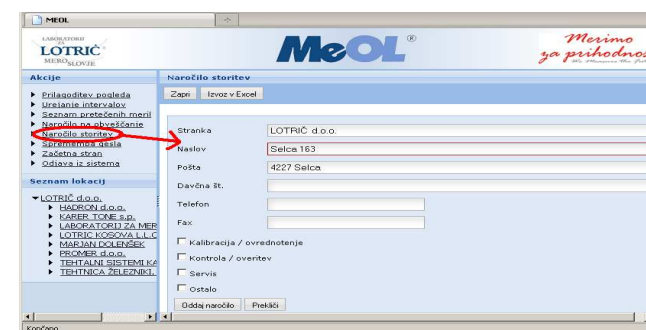 MEOL
LABORATORIJ
ZA
LOTRIČ
MEROSLOVJE
MeOL®
Merimo
za prihodnos
Akcije
Naročilo storitev
Zapri
Izvoz v Excel
Prilagoditev pogleda
Urejanje intervalov
Seznam pretečenih meril
Naročilo na obveščanje
Naročilo storitev
Sprememba gesla
Začetna stran
Odjava iz sistema
Stranka
LOTRIČ d.o.o.
Naslov
Selca 163
Pošta
4227 Selca
Davčna št.
Telefon
Fax
Kalibracija / ovrednotenje
Kontrola / overitev
Servis
Ostalo
Oddaj naročilo
Prekliči
Seznam lokacij
LOTRIČ d.o.o.
HADRON d.o.o.
KARER TONE s.p.
LABORATORIJ ZA MER
LOTRIC KOSOVA L.L.C
MARJAN DOLENŠEK
PROMER d.o.o.
TEHTALNI SISTEMI KA
TEHTNICA ŽELEZNIKI,
Končano